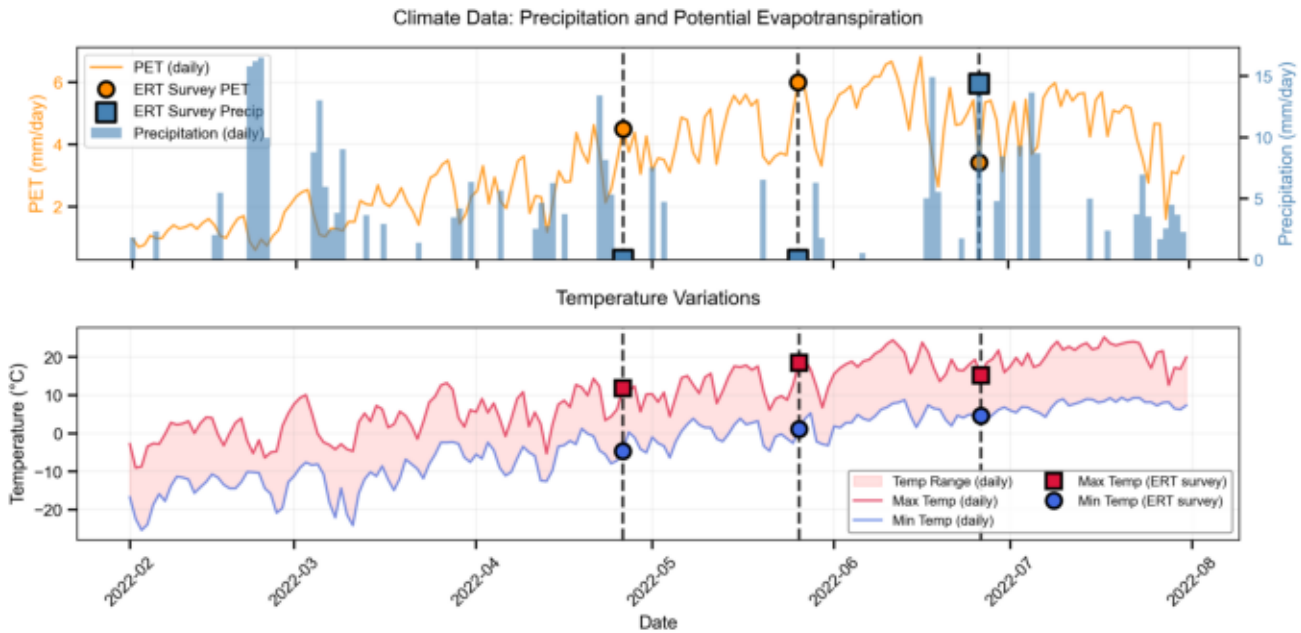 Climate Data: Precipitation and Potential Evapotranspiration
PET (daily)
ERT Survey PET
ERT Survey Precip
Precipitation (daily)
PET (mm/day)
6
4
2
Precipitation (mm/day)
15
10
5
0
Temperature Variations
Temperature (°C)
20
10
0
−10
−20
Temp Range (daily)
Max Temp (daily)
Min Temp (daily)
Max Temp (ERT survey)
Min Temp (ERT survey)
2022-02
2022-03
2022-04
2022-05
2022-06
2022-07
2022-08
Date